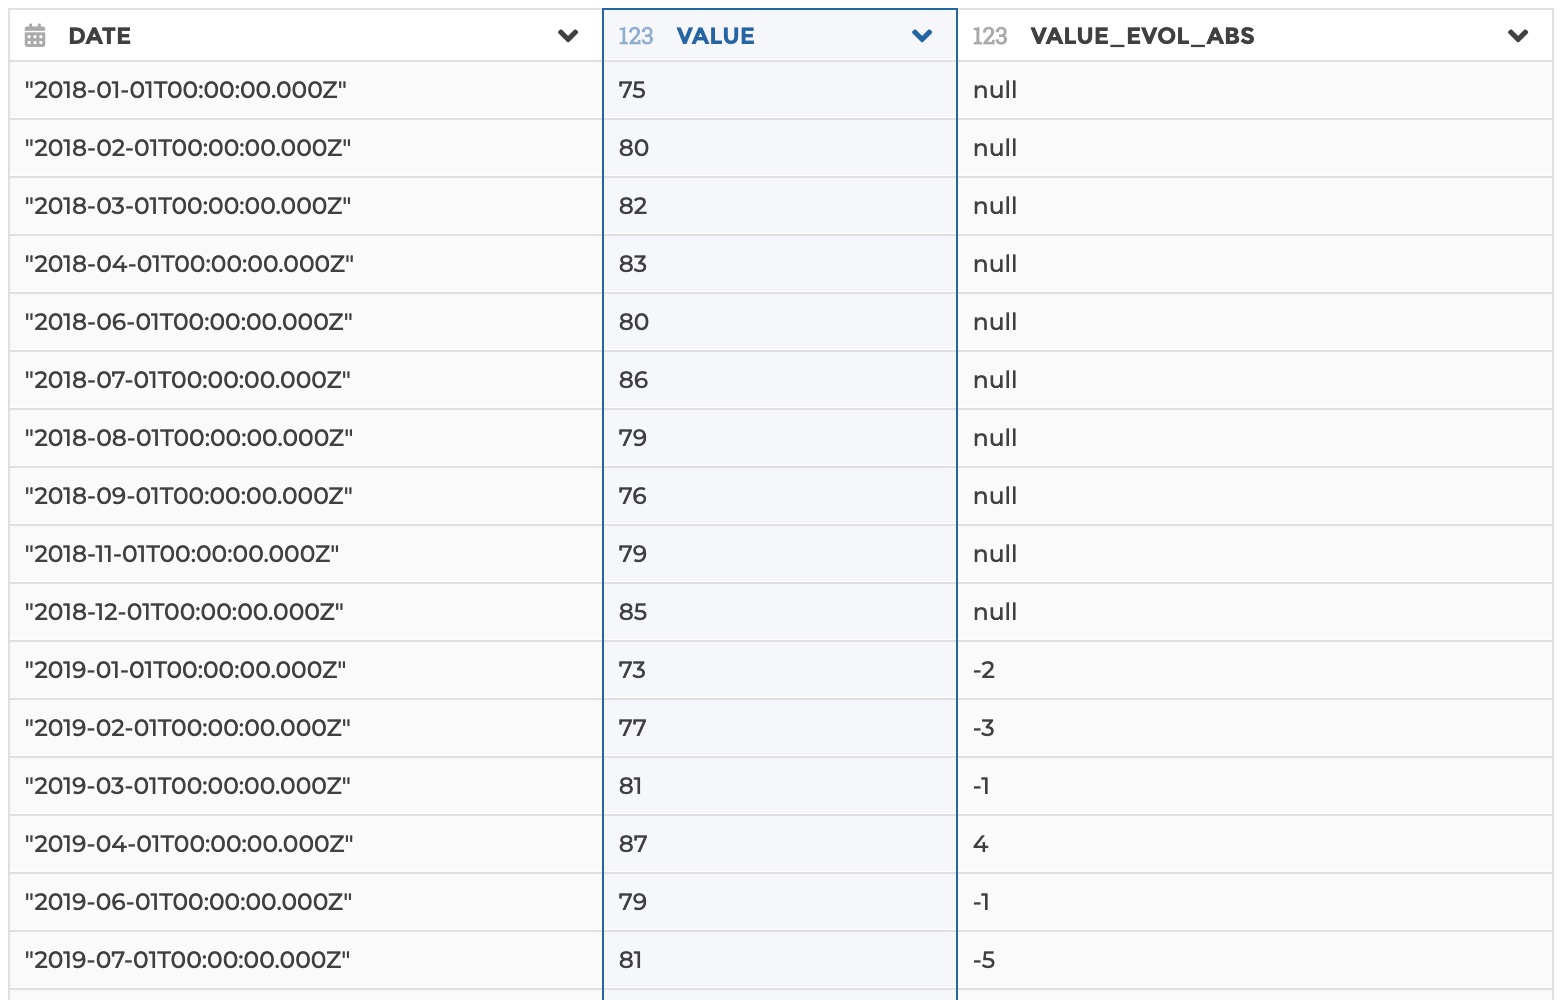 DATE 123 VALUE 123 VALUE_EVOL_ABS
"2018-01-01T00:00:00.000Z" 75 null
"2018-02-01T00:00:00.000Z" 80 null
"2018-03-01T00:00:00.000Z" 82 null
"2018-04-01T00:00:00.000Z" 83 null
"2018-06-01T00:00:00.000Z" 80 null
"2018-07-01T00:00:00.000Z" 86 null
"2018-08-01T00:00:00.000Z" 79 null
"2018-09-01T00:00:00.000Z" 76 null
"2018-11-01T00:00:00.000Z" 79 null
"2018-12-01T00:00:00.000Z" 85 null
"2019-01-01T00:00:00.000Z" 73 -2
"2019-02-01T00:00:00.000Z" 77 -3
"2019-03-01T00:00:00.000Z" 81 -1
"2019-04-01T00:00:00.000Z" 87 4
"2019-06-01T00:00:00.000Z" 79 -1
"2019-07-01T00:00:00.000Z" 81 -5